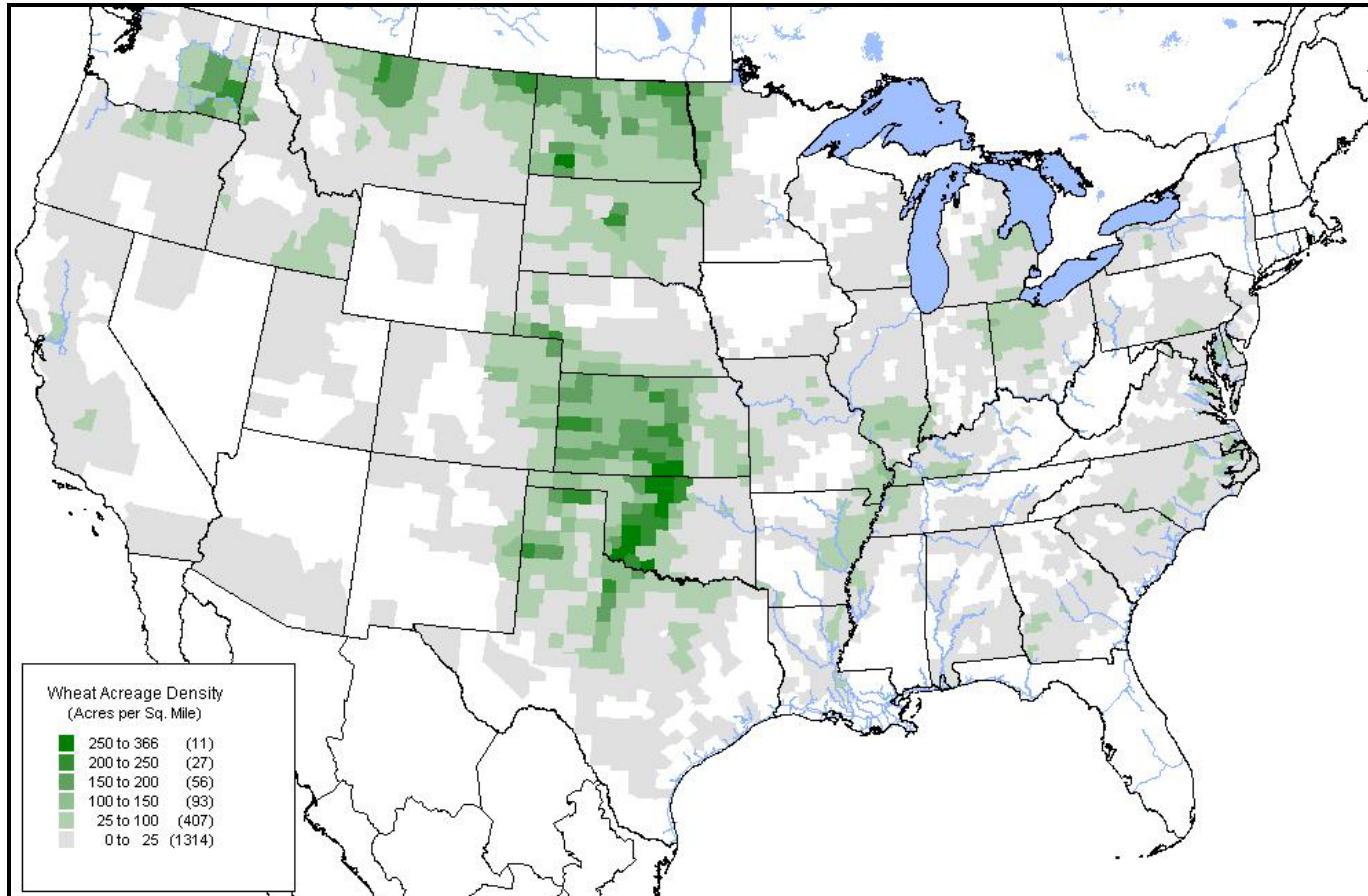 Wheat Acreage Density
(Acres per Sq. Mile)
250 to 366 (11)
200 to 250 (27)
150 to 200 (56)
100 to 150 (93)
25 to 100 (407)
0 to 25 (1314)